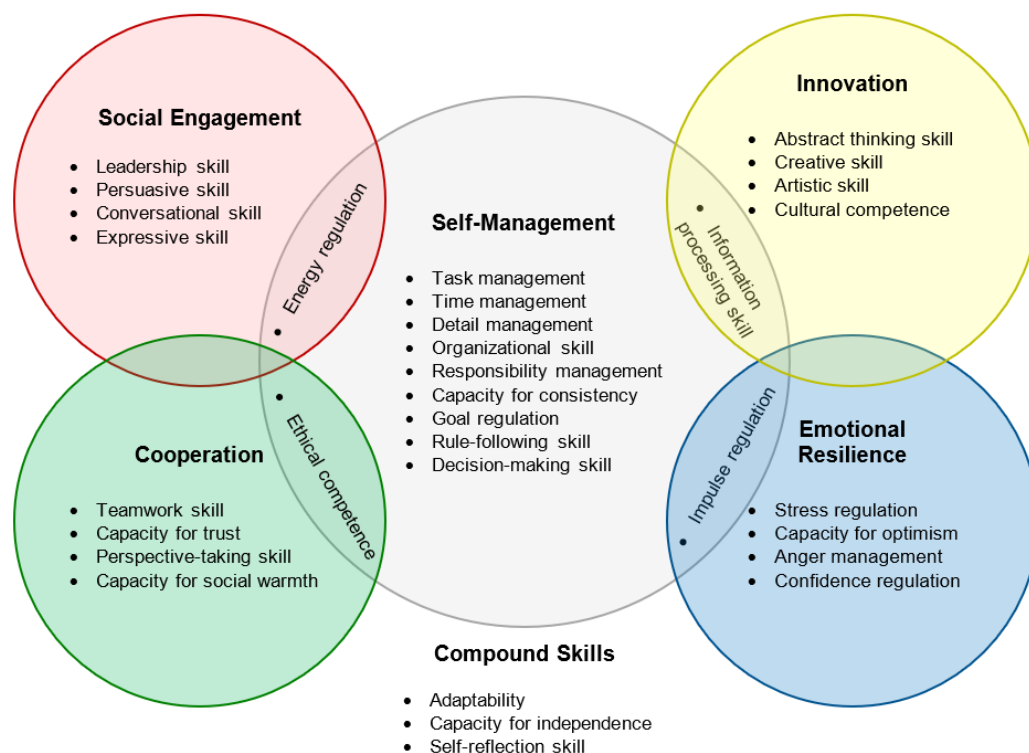 Social Engagement
• Leadership skill
• Persuasive skill
• Conversational skill
• Expressive skill
• Energy regulation
Innovation
• Abstract thinking skill
• Creative skill
• Artistic skill
• Cultural competence
Self-Management
• Task management
• Time management
• Detail management
• Organizational skill
• Responsibility management
• Capacity for consistency
• Goal regulation
• Rule-following skill
• Decision-making skill
• Information
processing skill
Cooperation
• Teamwork skill
• Capacity for trust
• Perspective-taking skill
• Capacity for social warmth
• Ethical competence
• Impulse regulation
Emotional
Resilience
• Stress regulation
• Capacity for optimism
• Anger management
• Confidence regulation
Compound Skills
• Adaptability
• Capacity for independence
• Self-reflection skill